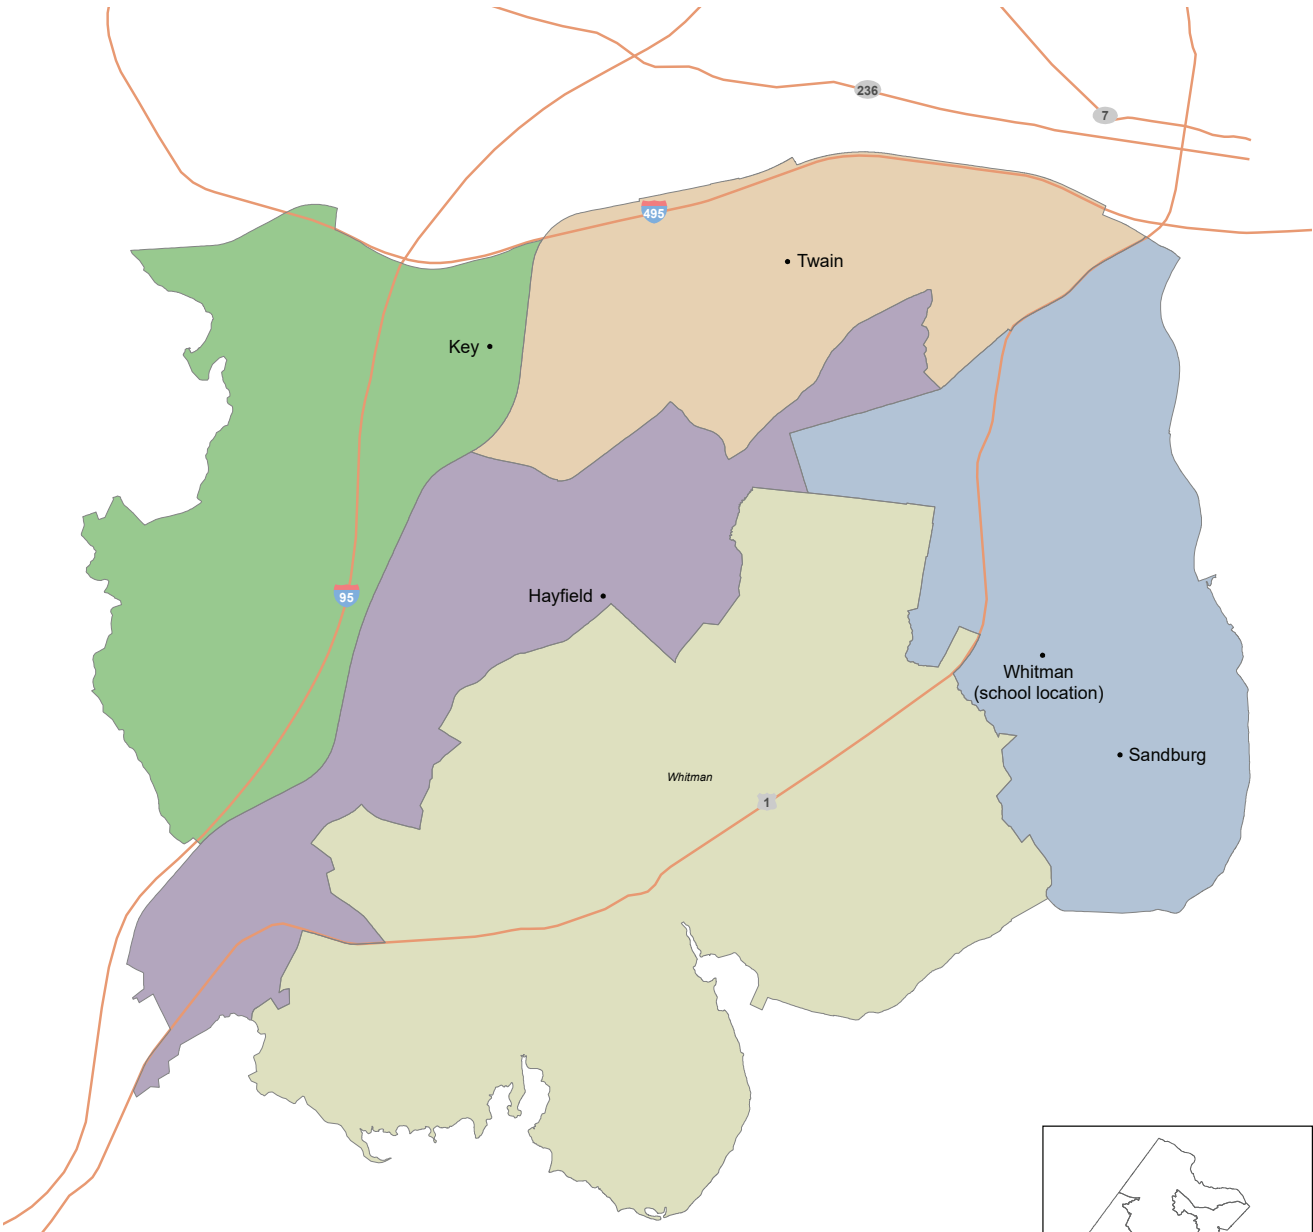 236
7
495
Twain
Key
95
Hayfield
Whitman
(school location)
Sandburg
Whitman
1